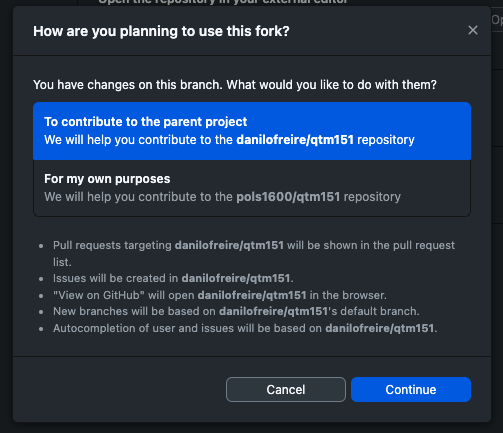 Open the repository in your external editor
Op
How are you planning to use this fork?
You have changes on this branch. What would you like to do with them?
To contribute to the parent project
We will help you contribute to the danilofreire/qtm151 repository
For my own purposes
We will help you contribute to the pols1600/qtm151 repository
• Pull requests targeting danilofreire/qtm151 will be shown in the pull request
list.
• Issues will be created in danilofreire/qtm151.
• "View on GitHub" will open danilofreire/qtm151 in the browser.
• New branches will be based on danilofreire/qtm151's default branch.
• Autocompletion of user and issues will be based on danilofreire/qtm151.
Cancel
Continue